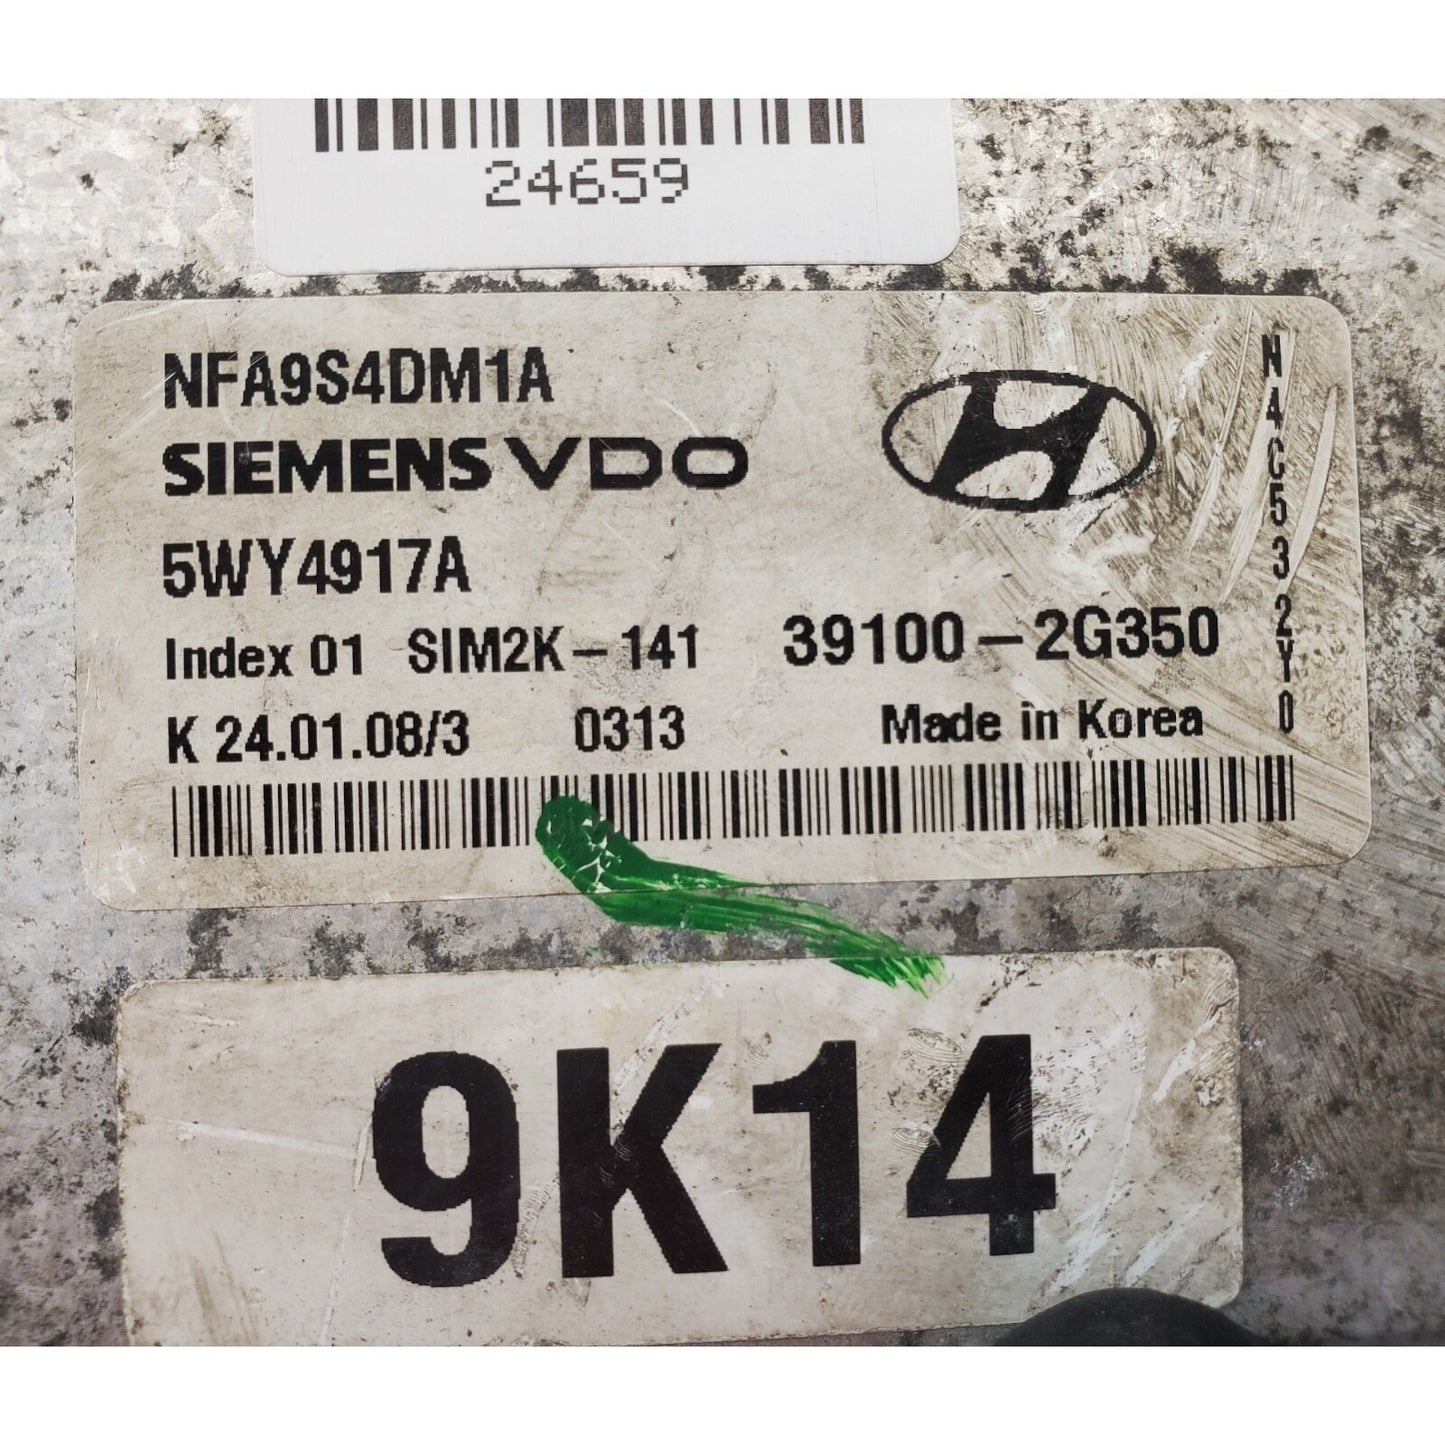 24659
NFA9S4DM1A
SIEMENS VDO
5WY4917A
Index 01 SIM2K-141 39100-2G350
K 24.01.08/3 0313 Made in Korea
NAC532Y0
9K14